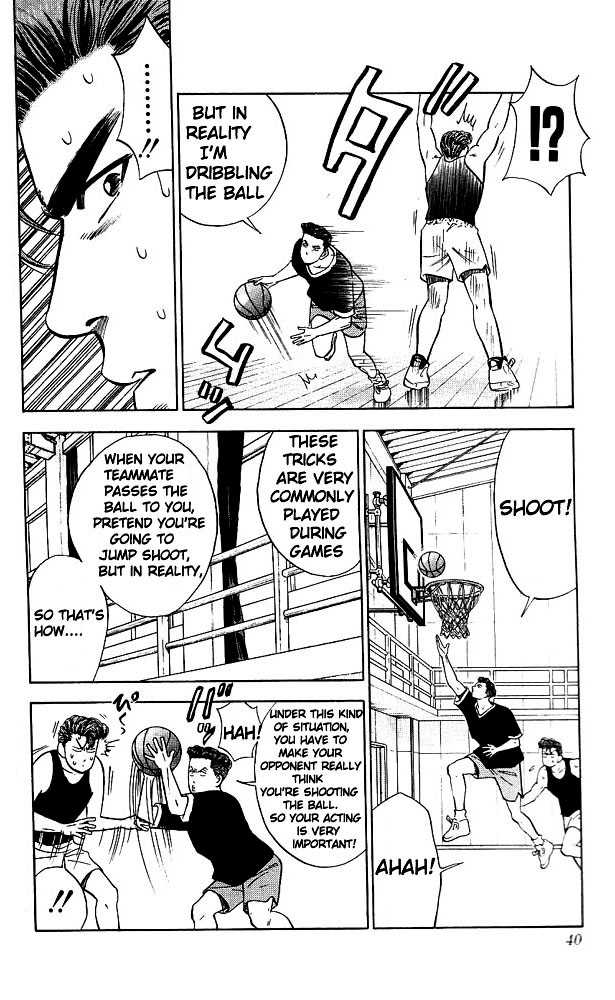 !?
BUT IN
REALITY
I'M
DRIBBLING
THE BALL
........!!
SHOOT!
AHAH!
THESE
TRICKS
ARE VERY
COMMONLY
PLAYED
DURING
GAMES
WHEN YOUR
TEAMMATE
PASSES THE
BALL TO YOU,
PRETEND YOU'RE
GOING TO
JUMP SHOOT,
BUT IN REALITY,
SO THAT'S
HOW....
UNDER THIS KIND
OF SITUATION,
YOU HAVE TO
MAKE YOUR
OPPONENT REALLY
THINK
YOU'RE SHOOTING
THE BALL.
SO YOUR ACTING
IS VERY
IMPORTANT!
HAH!
!!
40